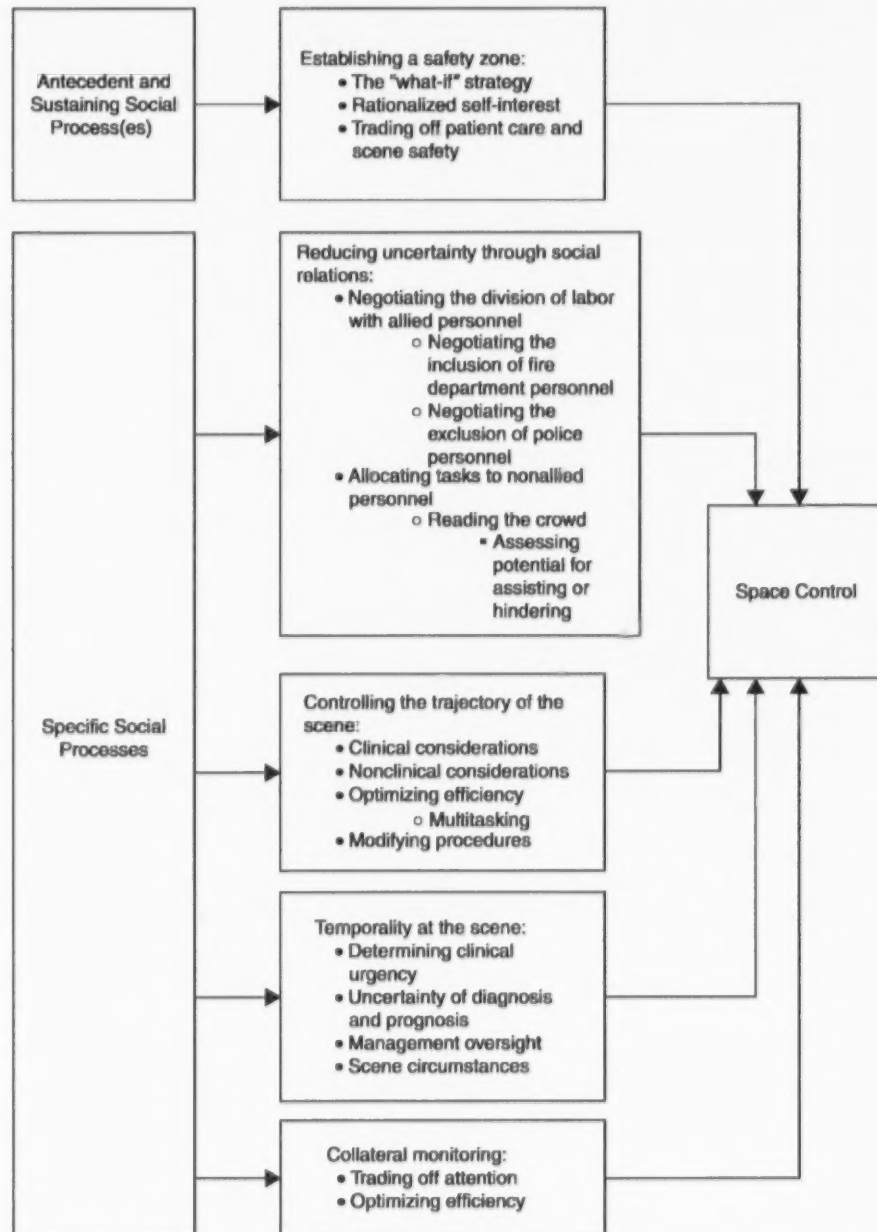 Antecedent and
Sustaining Social
Process(es)
Establishing a safety zone:
• The "what-if" strategy
• Rationalized self-interest
• Trading off patient care and
scene safety
Specific Social
Processes
Reducing uncertainty through social
relations:
• Negotiating the division of labor
with allied personnel
○ Negotiating the
inclusion of fire
department personnel
○ Negotiating the
exclusion of police
personnel
• Allocating tasks to nonallied
personnel
○ Reading the crowd
▪ Assessing
potential for
assisting or
hindering
Controlling the trajectory of the
scene:
• Clinical considerations
• Nonclinical considerations
• Optimizing efficiency
○ Multitasking
• Modifying procedures
Temporality at the scene:
• Determining clinical
urgency
• Uncertainty of diagnosis
and prognosis
• Management oversight
• Scene circumstances
Collateral monitoring:
• Trading off attention
• Optimizing efficiency
Space Control